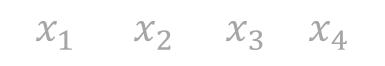 x₁ x₂ x₃ x₄